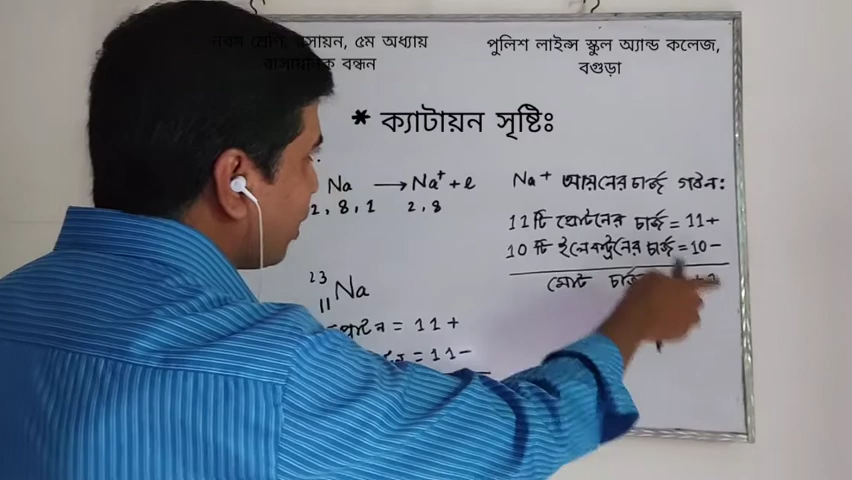 নবম শ্রেণি, রসায়ন, ৫ম অধ্যায়
রাসায়নিক বন্ধন
পুলিশ লাইন্স স্কুল অ্যান্ড কলেজ,
বগুড়া
* ক্যাটায়ন সৃষ্টিঃ
Na → Na⁺ + e
2, 8, 1 2, 8
²³₁₁Na
= 11+
= 11−
Na⁺ আয়নের চার্জ গঠন:
11টি প্রোটনের চার্জ = 11+
10 টি ইলেকট্রনের চার্জ = 10−
মোট